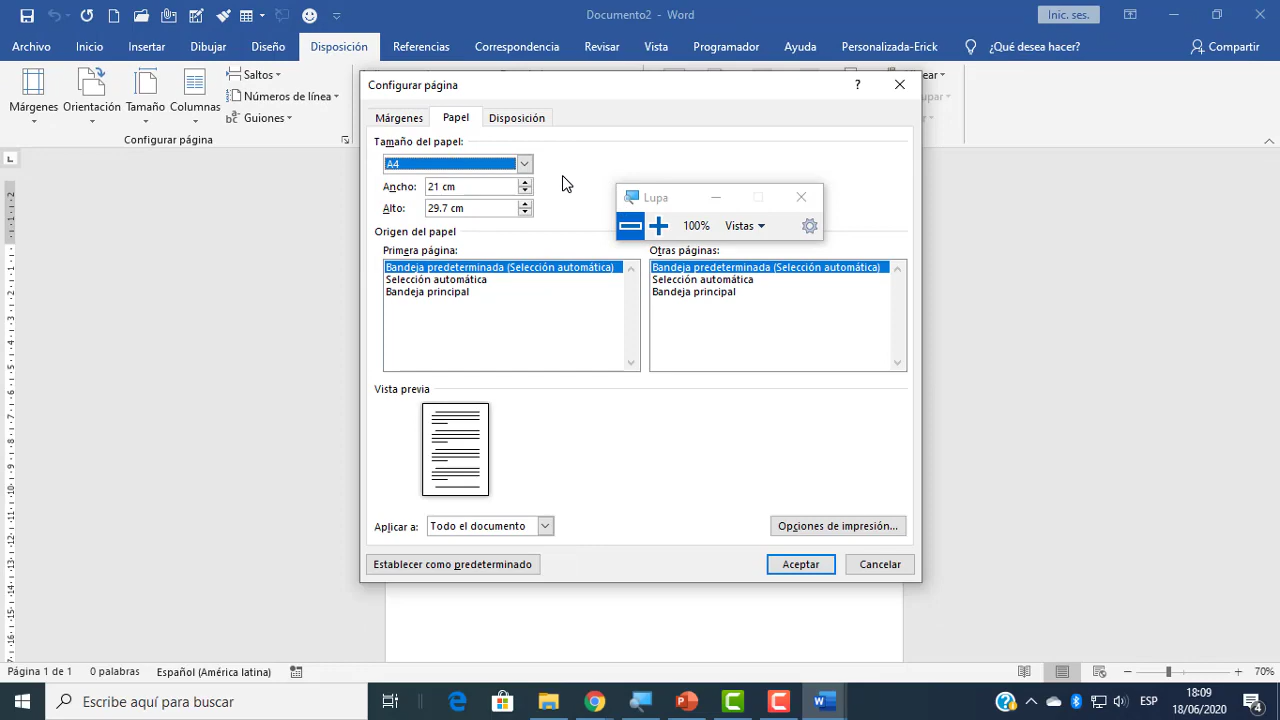 Documento2 - Word
Inic. ses.
Archivo Inicio Insertar Dibujar Diseño Disposición Referencias Correspondencia Revisar Vista Programador Ayuda Personalizada-Erick ¿Qué desea hacer? Compartir
Márgenes Orientación Tamaño Columnas
Saltos
Números de línea
Guiones
Configurar página
Configurar página
Márgenes Papel Disposición
Tamaño del papel:
A4
Ancho: 21 cm
Alto: 29.7 cm
Lupa
100% Vistas
Origen del papel
Primera página:
Bandeja predeterminada (Selección automática)
Selección automática
Bandeja principal
Otras páginas:
Bandeja predeterminada (Selección automática)
Selección automática
Bandeja principal
Vista previa
Aplicar a: Todo el documento
Opciones de impresión...
Establecer como predeterminado
Aceptar Cancelar
Página 1 de 1 0 palabras Español (América latina) 70%
Escribe aquí para buscar
ESP
18:09
18/06/2020
4